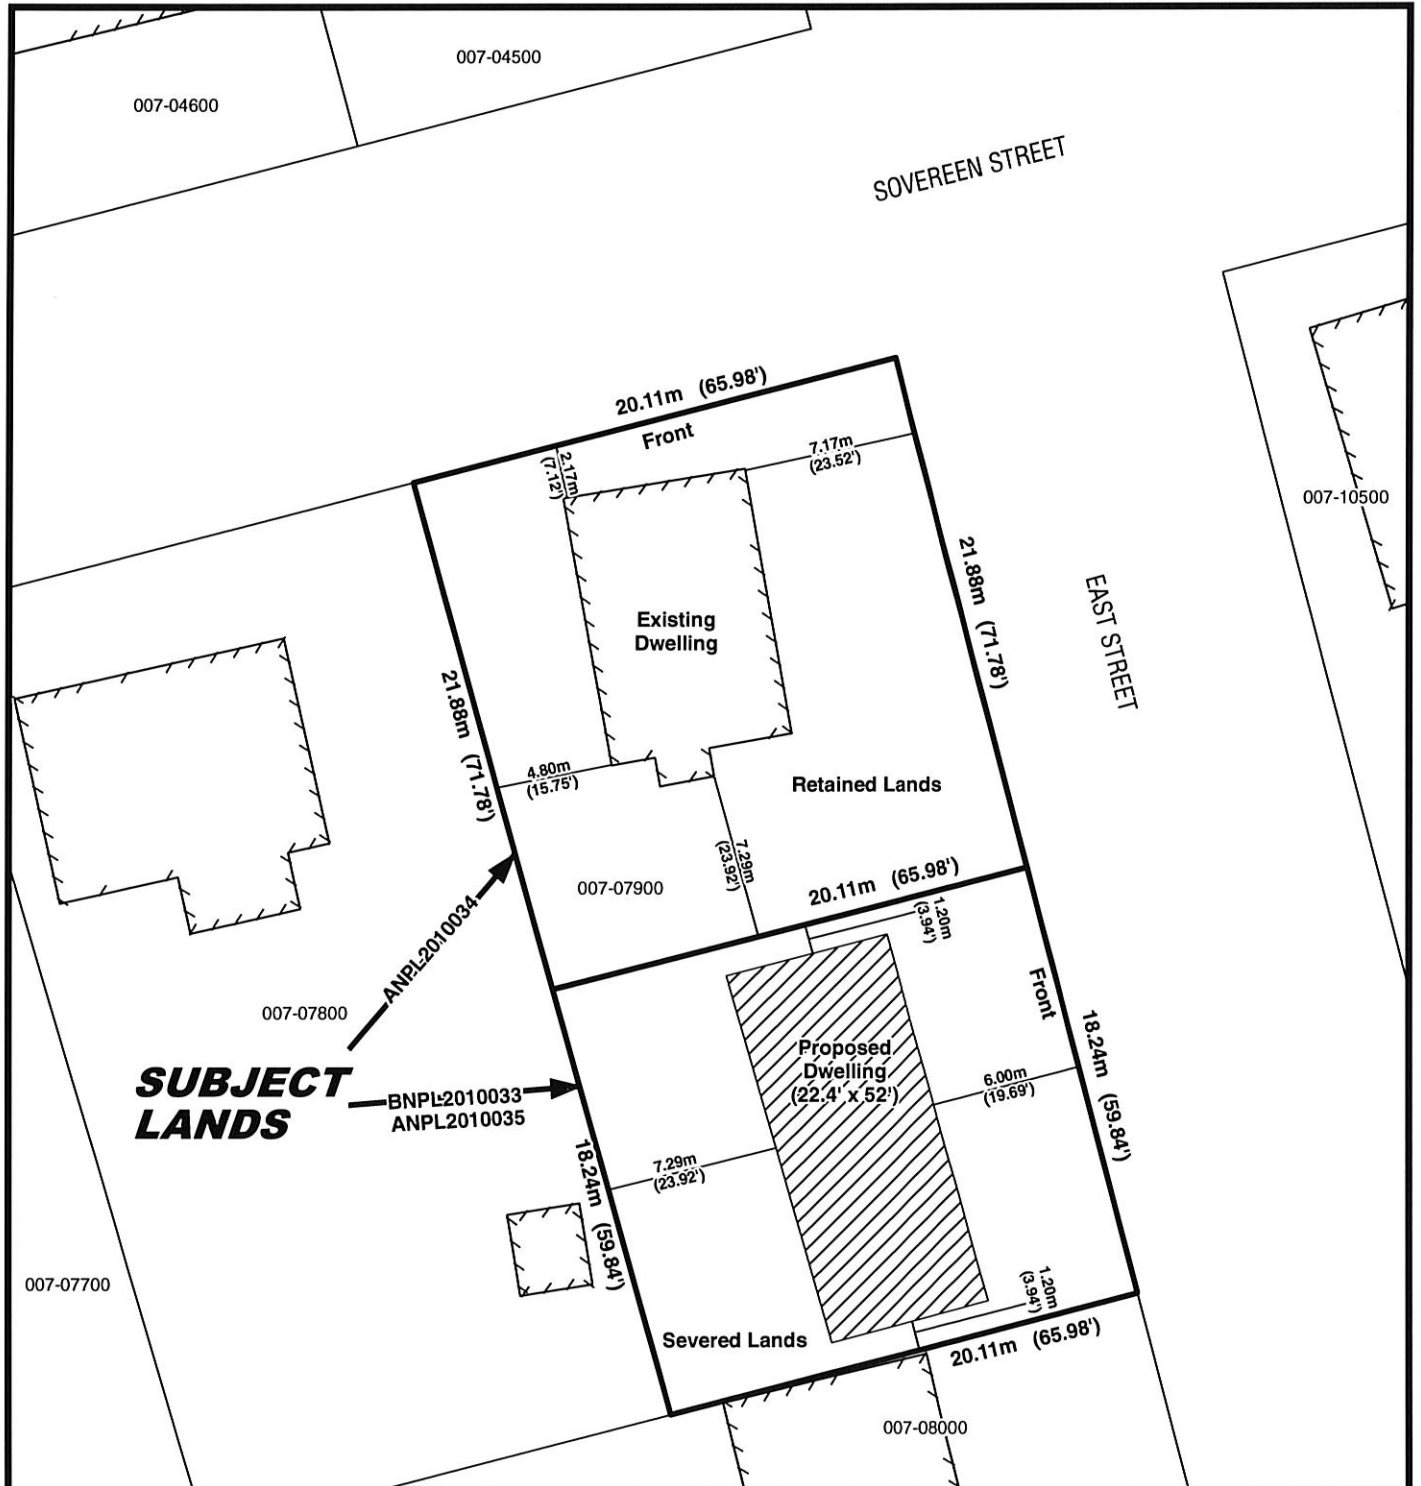 007-04500
007-04600
SOVEREEN STREET
20.11m (65.98')
Front
7.17m
(23.52')
2.17m
(7.12')
007-10500
21.88m (71.78')
EAST STREET
Existing
Dwelling
21.88m (71.78')
4.80m
(15.75')
Retained Lands
7.29m
(23.92')
007-07900
20.11m (65.98')
1.20m
(3.94')
ANPL2010034
007-07800
Front
SUBJECT
LANDS
BNPL2010033
ANPL2010035
Proposed
Dwelling
(22.4' x 52')
6.00m
(19.69')
18.24m (59.84')
18.24m (59.84')
7.29m
(23.92')
007-07700
1.20m
(3.94')
Severed Lands
20.11m (65.98')
007-08000